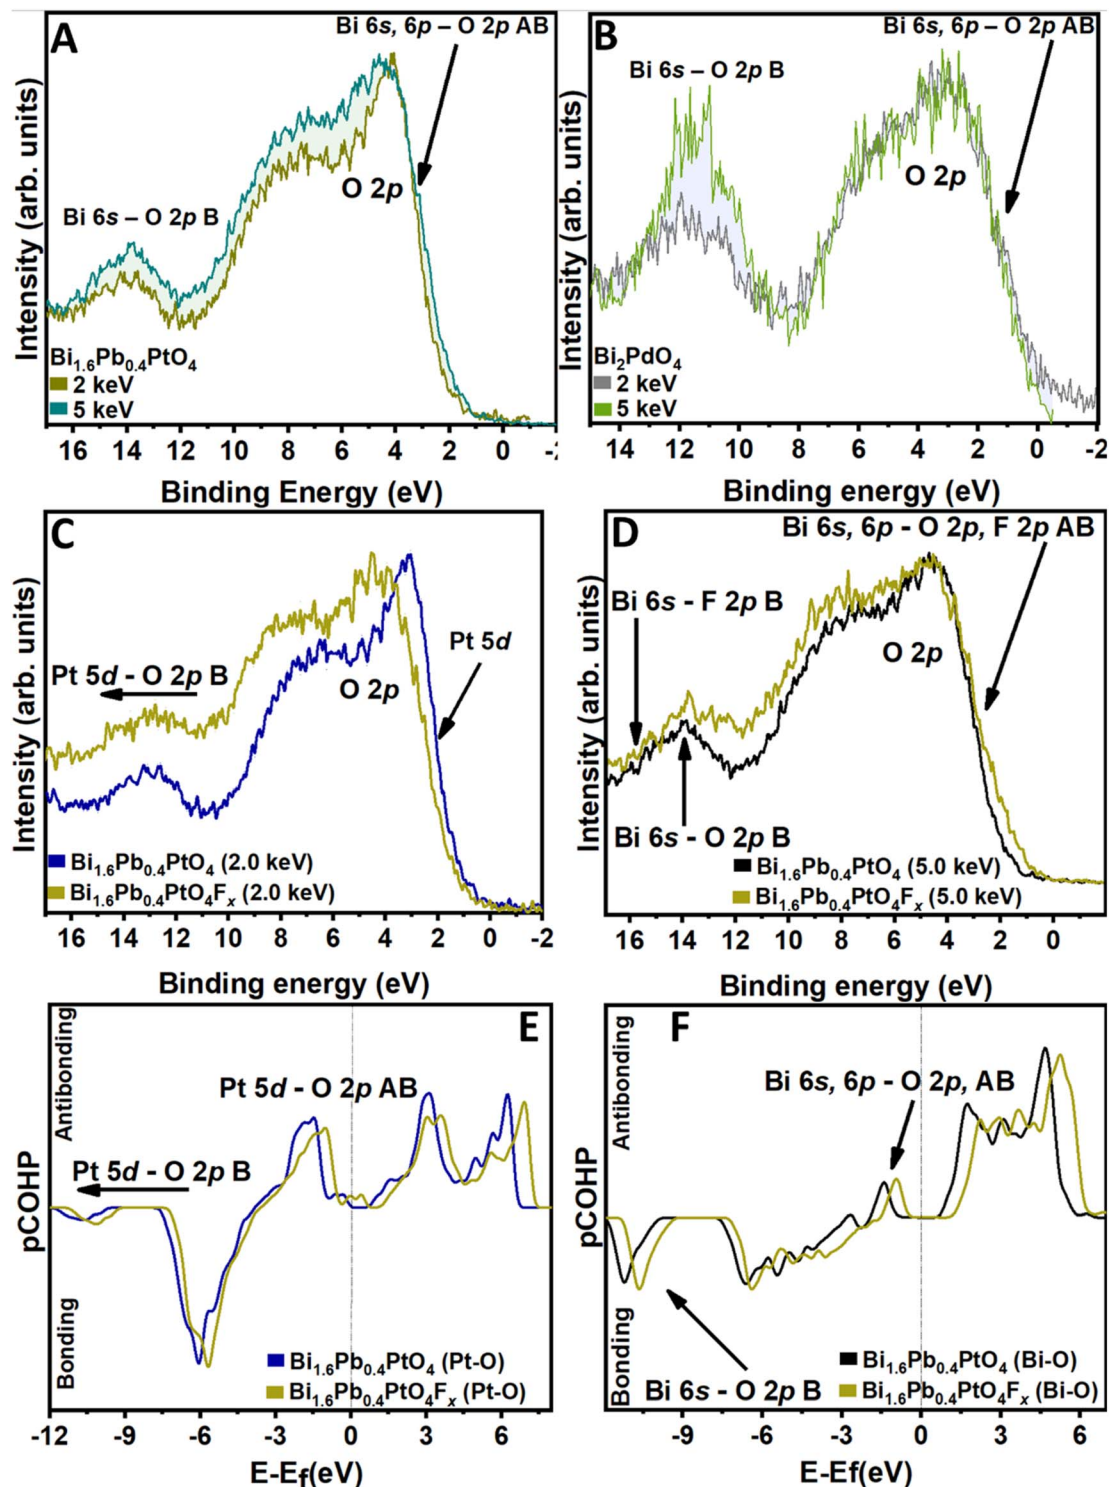 A
Bi 6s, 6p – O 2p AB
O 2p
Bi 6s – O 2p B
Bi1.6Pb0.4PtO4
2 keV
5 keV
Intensity (arb. units)
16 14 12 10 8 6 4 2 0 -2
Binding Energy (eV)
B
Bi 6s, 6p – O 2p AB
Bi 6s – O 2p B
O 2p
Bi2PdO4
2 keV
5 keV
Intensity (arb. units)
14 12 10 8 6 4 2 0 -2
Binding energy (eV)
C
Pt 5d
Pt 5d - O 2p B
O 2p
Bi1.6Pb0.4PtO4 (2.0 keV)
Bi1.6Pb0.4PtO4Fx (2.0 keV)
Intensity (arb. units)
16 14 12 10 8 6 4 2 0 -2
Binding energy (eV)
D
Bi 6s, 6p - O 2p, F 2p AB
Bi 6s - F 2p B
O 2p
Bi 6s - O 2p B
Bi1.6Pb0.4PtO4 (5.0 keV)
Bi1.6Pb0.4PtO4Fx (5.0 keV)
Intensity (arb. units)
16 14 12 10 8 6 4 2 0
Binding energy (eV)
E
Antibonding
Pt 5d - O 2p AB
Pt 5d - O 2p B
pCOHP
Bonding
Bi1.6Pb0.4PtO4 (Pt-O)
Bi1.6Pb0.4PtO4Fx (Pt-O)
-12 -9 -6 -3 0 3 6
E-Ef(eV)
F
Antibonding
Bi 6s, 6p - O 2p, AB
pCOHP
Bonding
Bi 6s - O 2p B
Bi1.6Pb0.4PtO4 (Bi-O)
Bi1.6Pb0.4PtO4Fx (Bi-O)
-9 -6 -3 0 3 6
E-Ef(eV)